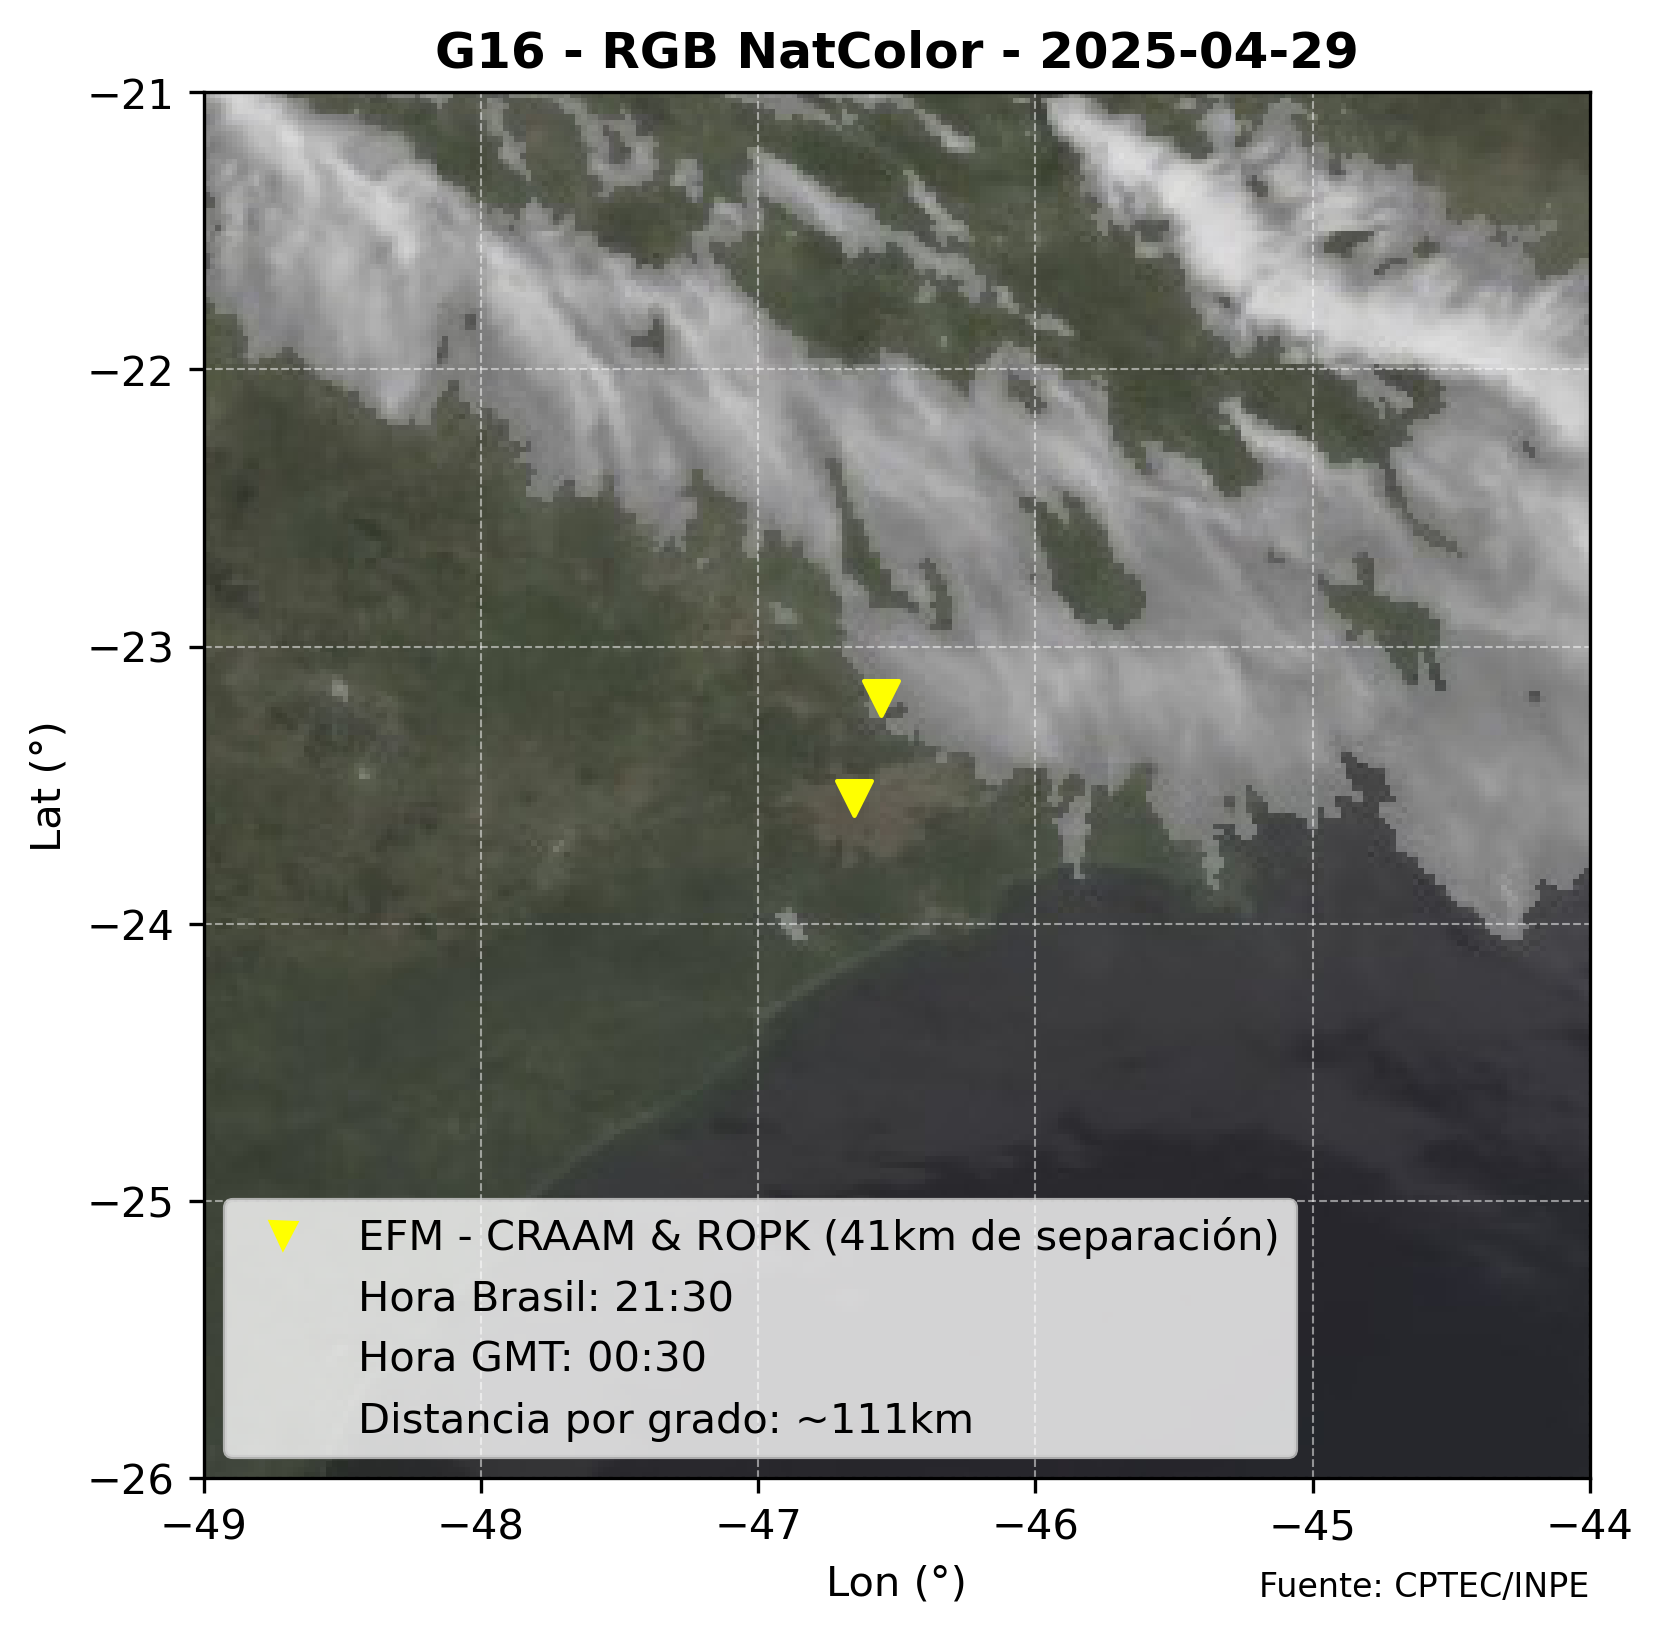 G16 - RGB NatColor - 2025-04-29
−21
−22
−23
−24
−25
−26
Lat (°)
EFM - CRAAM & ROPK (41km de separación)
Hora Brasil: 21:30
Hora GMT: 00:30
Distancia por grado: ~111km
−49 −48 −47 −46 −45 −44
Lon (°)
Fuente: CPTEC/INPE